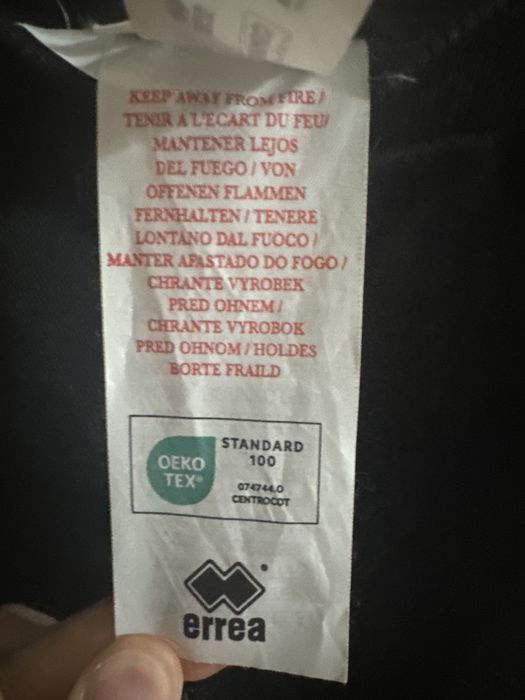 KEEP AWAY FROM FIRE /
TENIR A L'ECART DU FEU/
MANTENER LEJOS
DEL FUEGO / VON
OFFENEN FLAMMEN
FERNHALTEN / TENERE
LONTANO DAL FUOCO /
MANTER AFASTADO DO FOGO /
CHRANTE VYROBEK
PRED OHNEM /
CHRANTE VYROBOK
PRED OHNOM / HOLDES
BORTE FRAILD
OEKO
TEX®
STANDARD
100
074744.0
CENTROCOT
errea